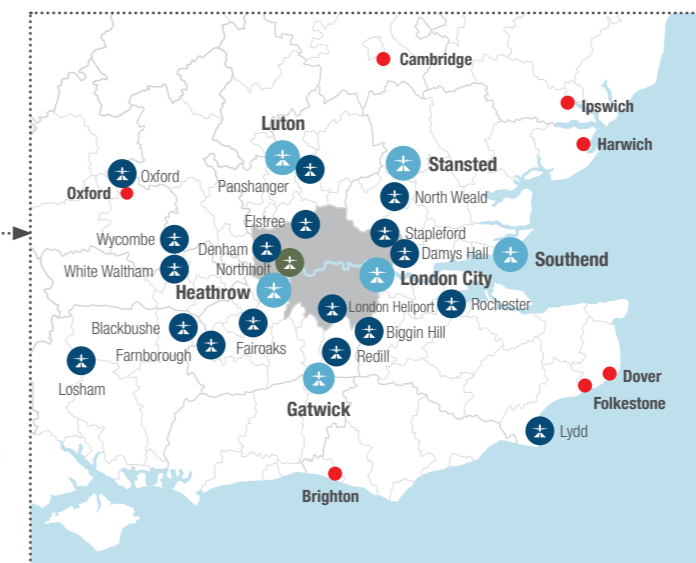 Cambridge
Ipswich
Luton
Harwich
Stansted
Oxford
Panshanger
Oxford
North Weald
Elstree
Stapleford
Wycombe
Denham
Damys Hall
Southend
White Waltham
Northholt
London City
Heathrow
London Heliport
Rochester
Blackbushe
Biggin Hill
Farnborough
Fairoaks
Redill
Losham
Dover
Gatwick
Folkestone
Lydd
Brighton